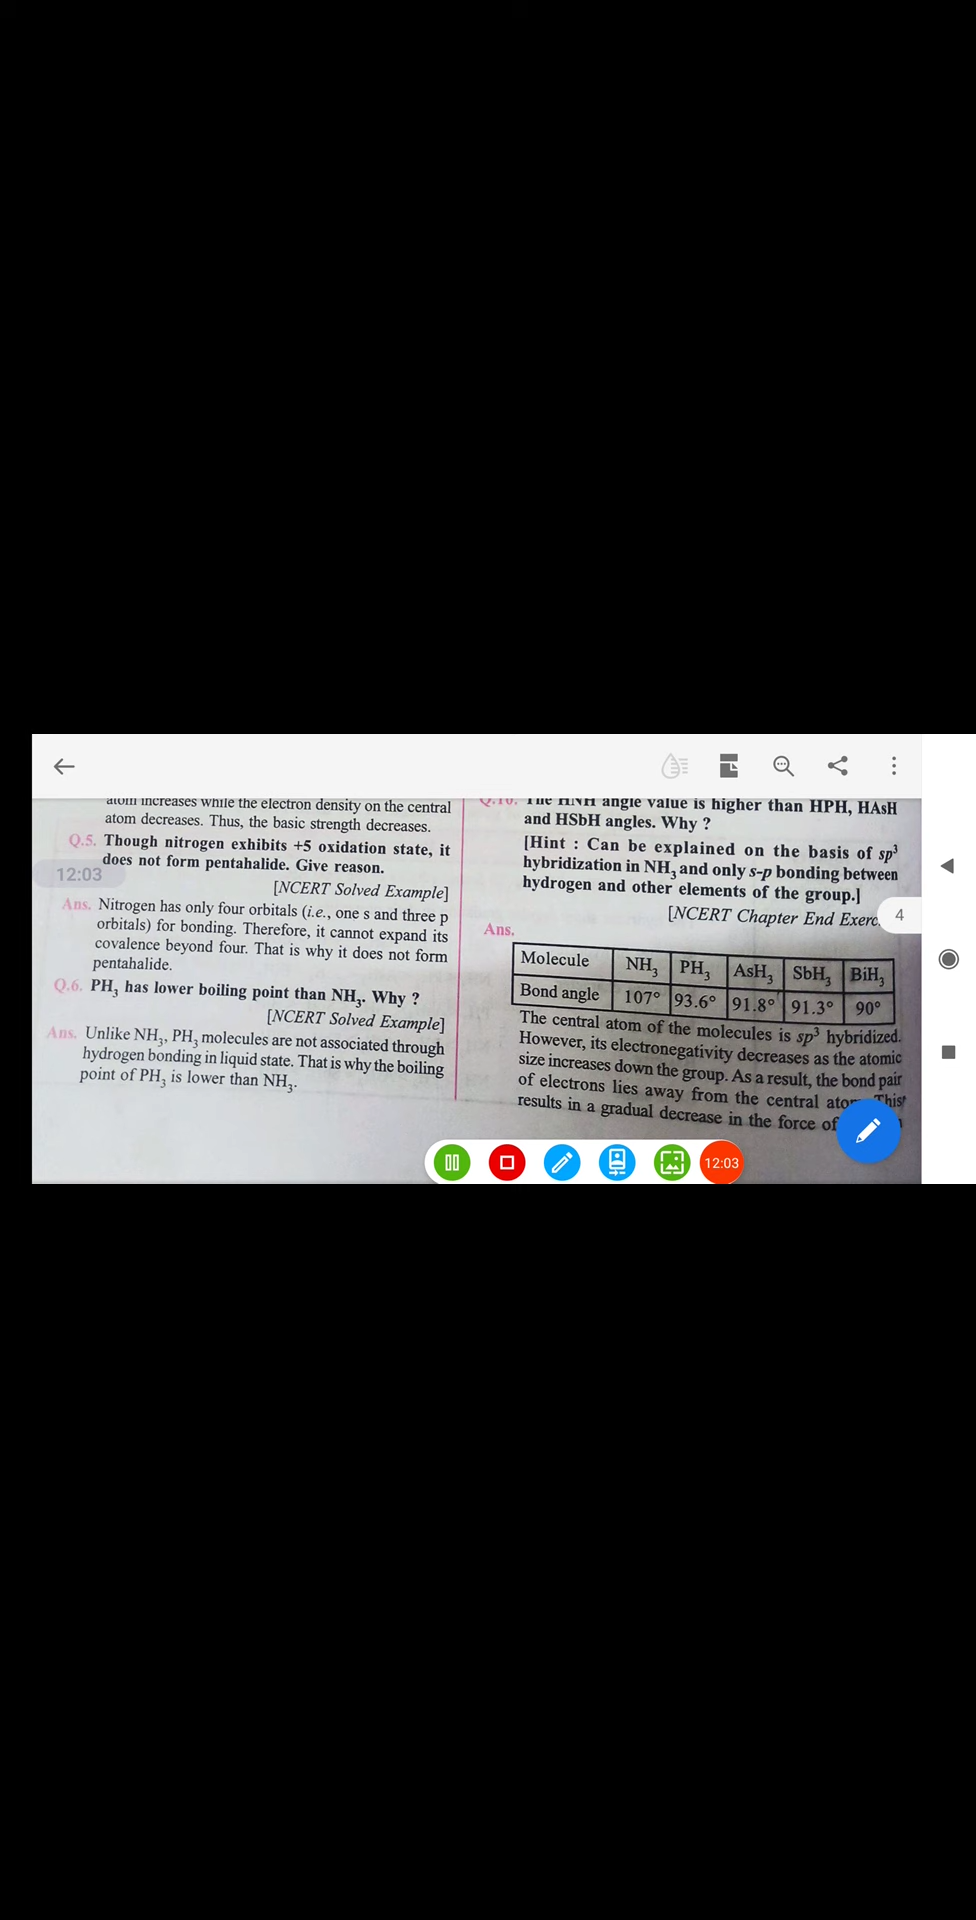 atom increases while the electron density on the central
atom decreases. Thus, the basic strength decreases.
Q.5. Though nitrogen exhibits +5 oxidation state, it
does not form pentahalide. Give reason.
12:03
[NCERT Solved Example]
Ans. Nitrogen has only four orbitals (i.e., one s and three p
orbitals) for bonding. Therefore, it cannot expand its
covalence beyond four. That is why it does not form
pentahalide.
Q.6. PH₃ has lower boiling point than NH₃. Why ?
[NCERT Solved Example]
Ans. Unlike NH₃, PH₃ molecules are not associated through
hydrogen bonding in liquid state. That is why the boiling
point of PH₃ is lower than NH₃.
Q.10. The HNH angle value is higher than HPH, HAsH
and HSbH angles. Why ?
[Hint : Can be explained on the basis of sp³
hybridization in NH₃ and only s-p bonding between
hydrogen and other elements of the group.]
[NCERT Chapter End Exerc
4
Ans.
Molecule NH₃ PH₃ AsH₃ SbH₃ BiH₃
Bond angle 107° 93.6° 91.8° 91.3° 90°
The central atom of the molecules is sp³ hybridized.
However, its electronegativity decreases as the atomic
size increases down the group. As a result, the bond pair
of electrons lies away from the central This
results in a gradual decrease in the force of
12:03